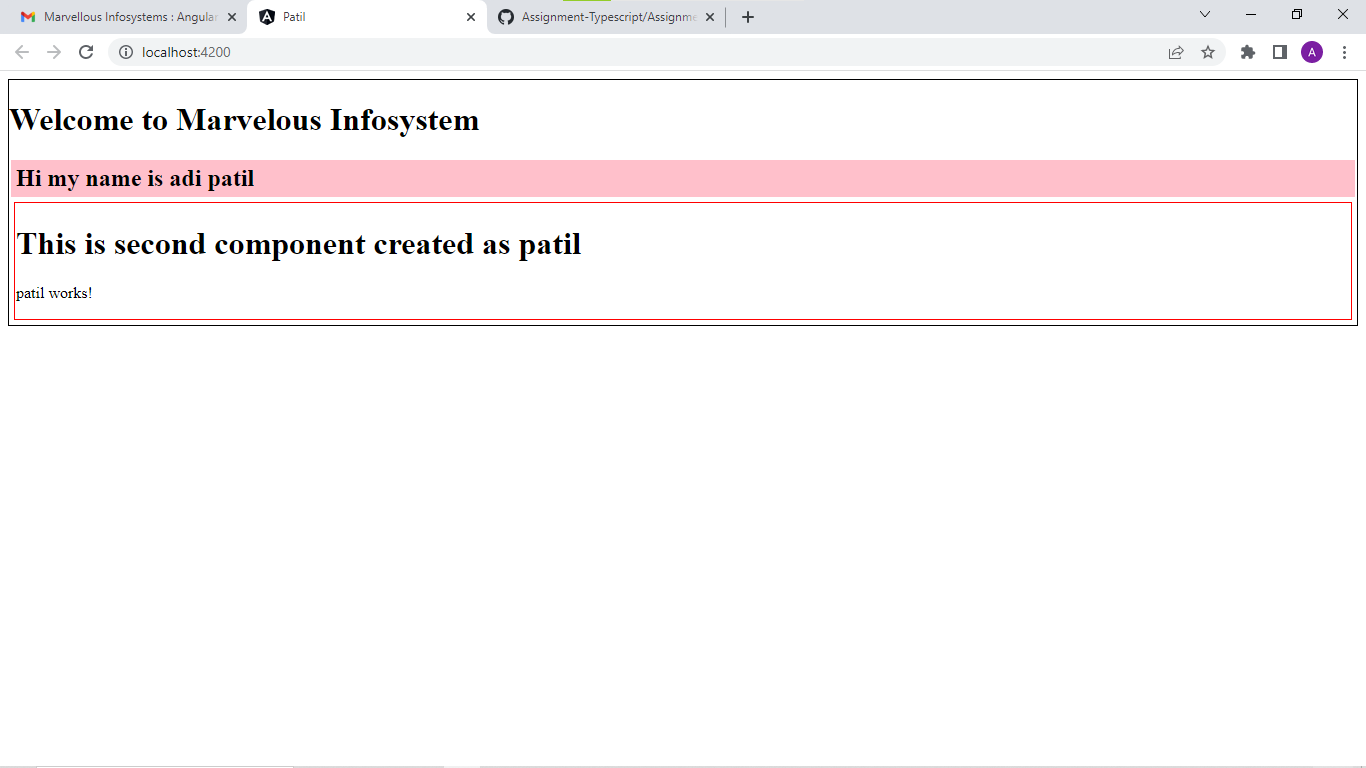 Marvellous Infosystems : Angular
Patil
Assignment-Typescript/Assignme
localhost:4200
A
Welcome to Marvelous Infosystem
Hi my name is adi patil
This is second component created as patil
patil works!